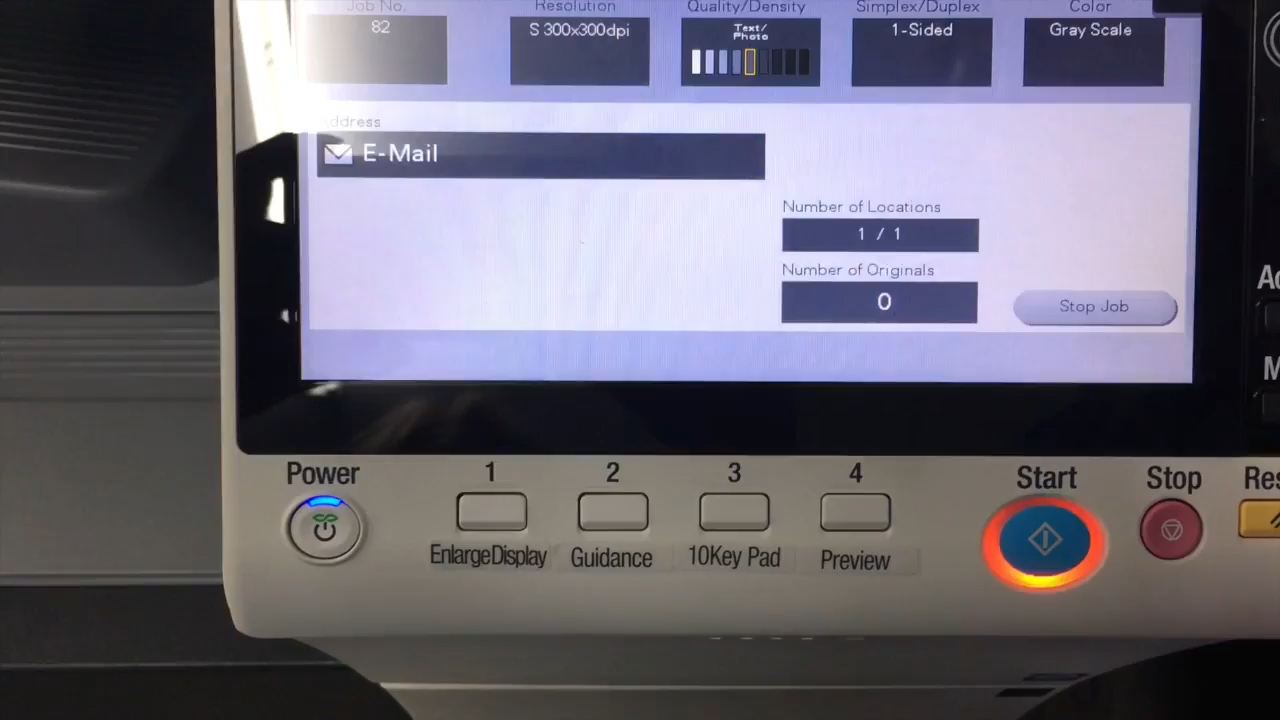 Job No. Resolution Quality/Density Simplex/Duplex Color
82 S 300x300dpi Text/ 1-Sided Gray Scale
Photo
Address
E-Mail
Number of Locations
1 / 1
Number of Originals
0
Stop Job
Power 1 2 3 4 Start Stop
EnlargeDisplay Guidance 10Key Pad Preview